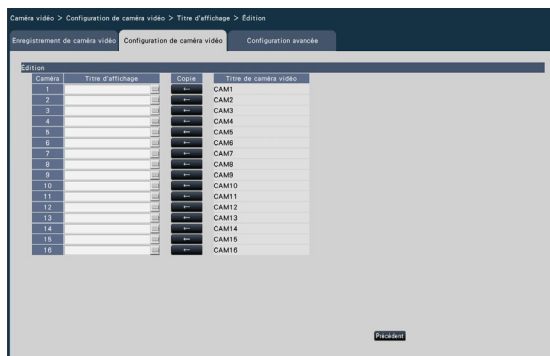 Caméra vidéo > Configuration de caméra vidéo > Titre d'affichage > Édition
Enregistrement de caméra vidéo Configuration de caméra vidéo Configuration avancée
Édition
Caméra Titre d'affichage Copie Titre de caméra vidéo
1 ← CAM1
2 ← CAM2
3 ← CAM3
4 ← CAM4
5 ← CAM5
6 ← CAM6
7 ← CAM7
8 ← CAM8
9 ← CAM9
10 ← CAM10
11 ← CAM11
12 ← CAM12
13 ← CAM13
14 ← CAM14
15 ← CAM15
16 ← CAM16
Précédent